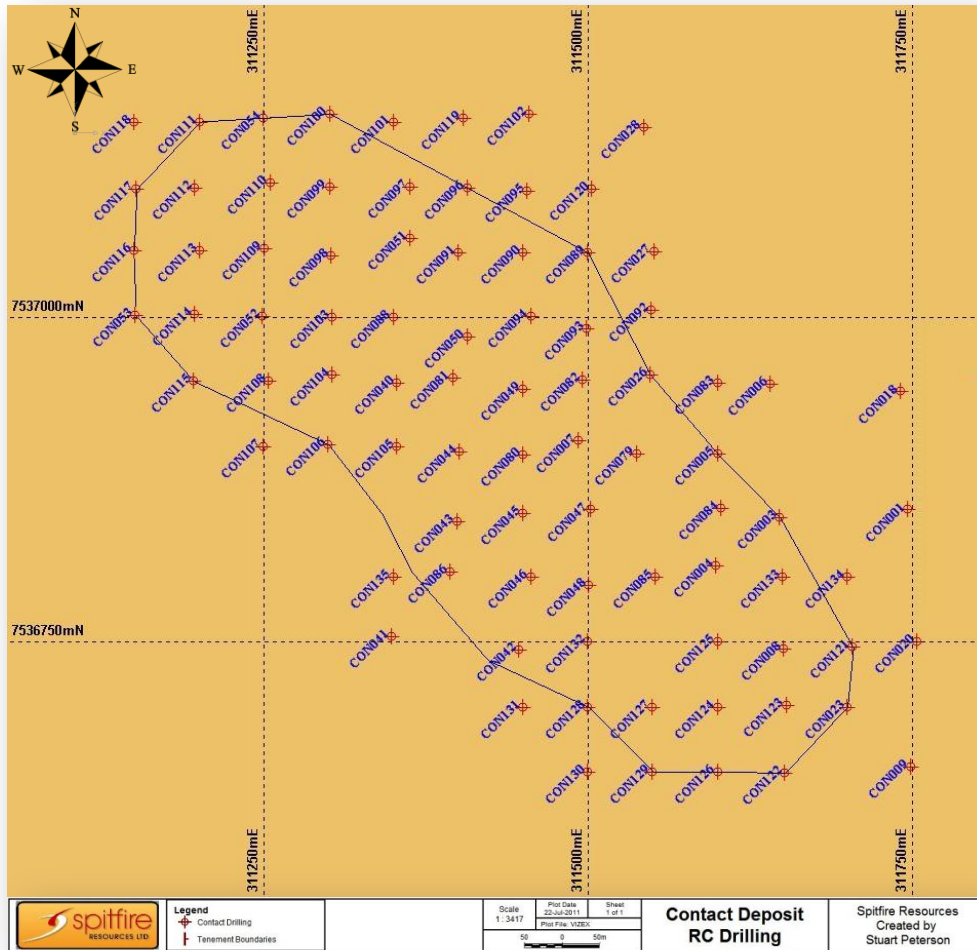 311250mE
311500mE
311750mE
N
W E
S
CON118
CON111
CON054
CON100
CON101
CON119
CON102
CON028
CON117
CON112
CON110
CON099
CON097
CON096
CON095
CON120
CON116
CON113
CON109
CON098
CON051
CON091
CON090
CON089
CON027
7537000mN
CON053
CON114
CON052
CON103
CON088
CON050
CON094
CON093
CON092
CON115
CON108
CON104
CON040
CON081
CON049
CON082
CON026
CON083
CON006
CON018
CON107
CON106
CON105
CON044
CON080
CON007
CON079
CON005
CON043
CON045
CON047
CON084
CON003
CON001
CON135
CON086
CON046
CON048
CON085
CON004
CON133
CON134
7536750mN
CON041
CON042
CON132
CON125
CON008
CON121
CON020
CON131
CON128
CON127
CON124
CON123
CON023
CON130
CON129
CON126
CON122
CON009
311250mE
311500mE
311750mE
spitfire
RESOURCES LTD
Legend
Contact Drilling
Tenement Boundaries
Scale
1 : 3417
Plot Date
22-Jul-2011
Sheet
1 of 1
Plot File: VIZEX
50 0 50m
Contact Deposit
RC Drilling
Spitfire Resources
Created by
Stuart Peterson